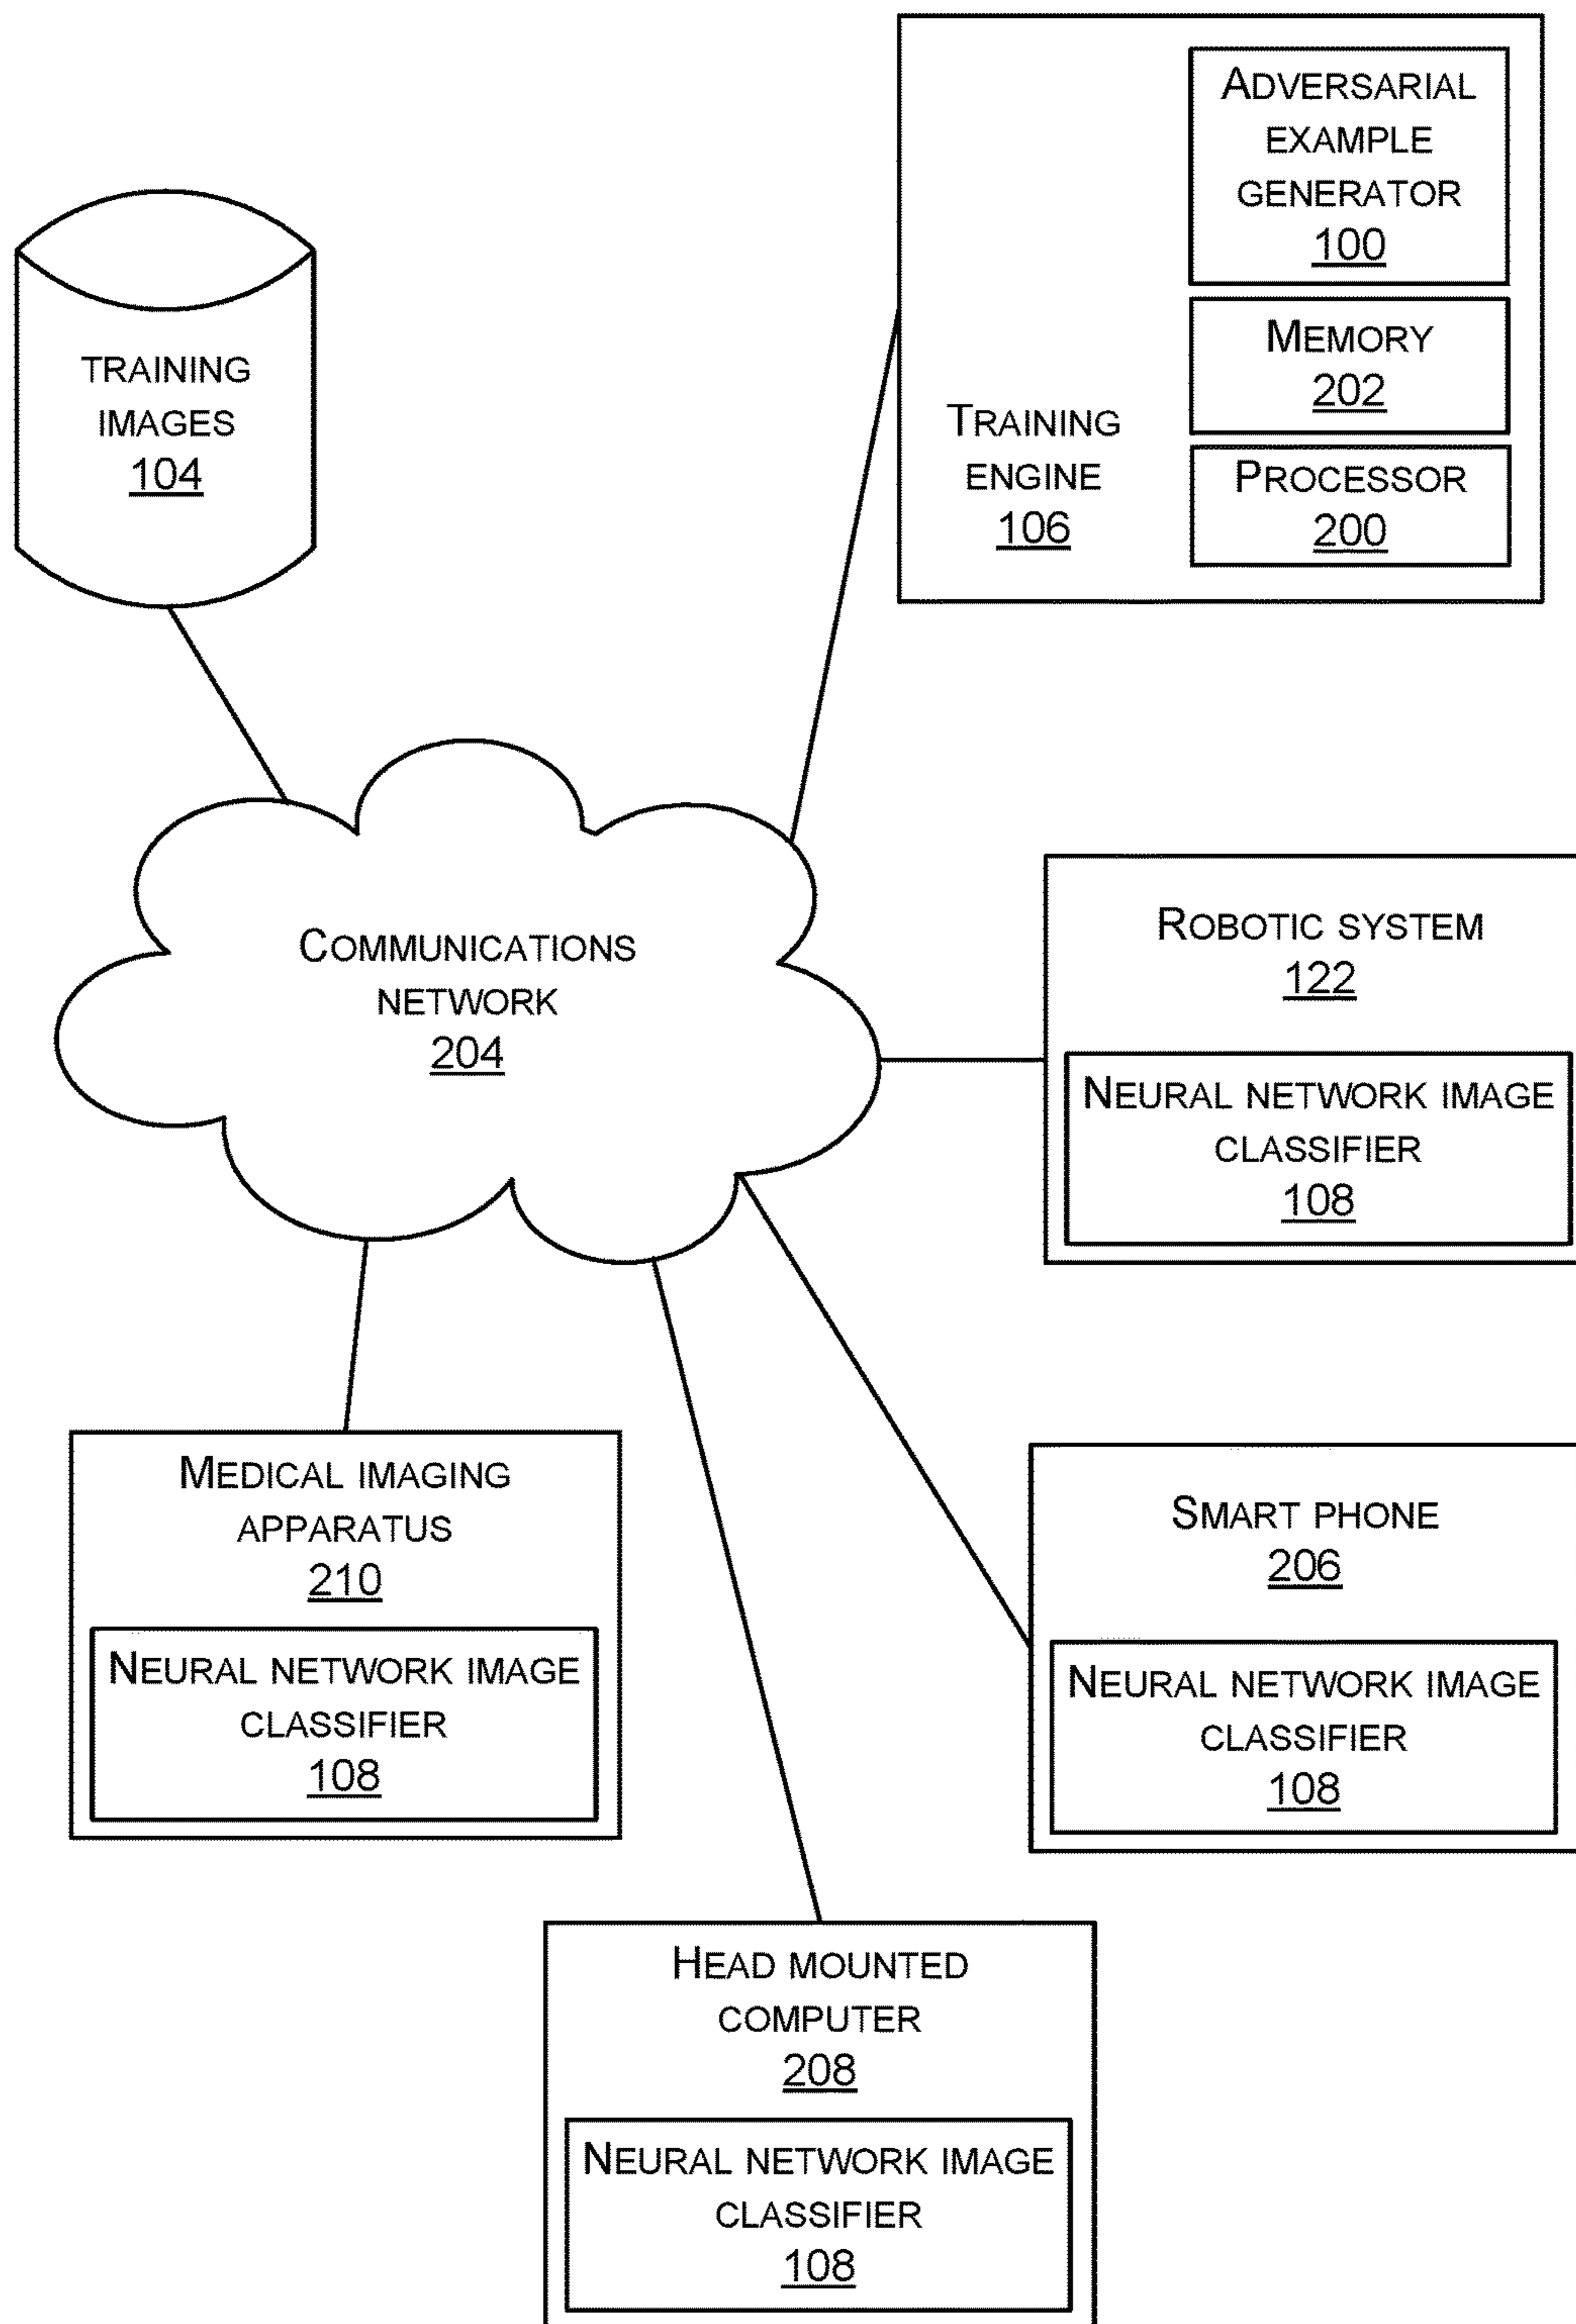 ADVERSARIAL
EXAMPLE
GENERATOR
100
MEMORY
202
PROCESSOR
200
TRAINING
ENGINE
106
TRAINING
IMAGES
104
COMMUNICATIONS
NETWORK
204
ROBOTIC SYSTEM
122
NEURAL NETWORK IMAGE
CLASSIFIER
108
MEDICAL IMAGING
APPARATUS
210
NEURAL NETWORK IMAGE
CLASSIFIER
108
SMART PHONE
206
NEURAL NETWORK IMAGE
CLASSIFIER
108
HEAD MOUNTED
COMPUTER
208
NEURAL NETWORK IMAGE
CLASSIFIER
108